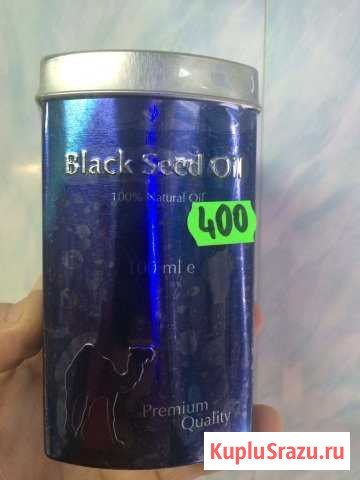 Black Seed Oil
100% Natural Oil
400
100 ml e
Premium
Quality
KupluSrazu.ru